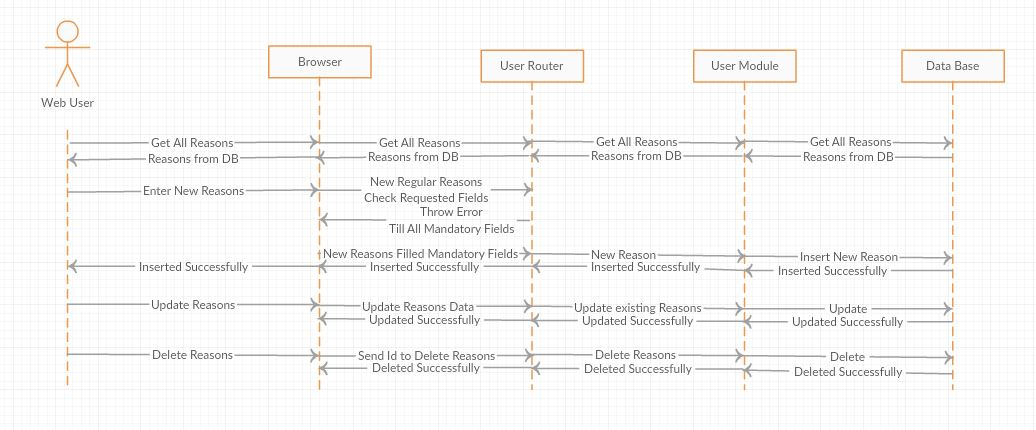 Web User
Browser
User Router
User Module
Data Base
Get All Reasons
Get All Reasons
Get All Reasons
Get All Reasons
Reasons from DB
Reasons from DB
Reasons from DB
Reasons from DB
Enter New Reasons
New Regular Reasons
Check Requested Fields
Throw Error
Till All Mandatory Fields
New Reasons Filled Mandatory Fields
New Reason
Insert New Reason
Inserted Successfully
Inserted Successfully
Inserted Successfully
Inserted Successfully
Update Reasons
Update Reasons Data
Update existing Reasons
Update
Updated Successfully
Updated Successfully
Updated Successfully
Delete Reasons
Send Id to Delete Reasons
Delete Reasons
Delete
Deleted Successfully
Deleted Successfully
Deleted Successfully